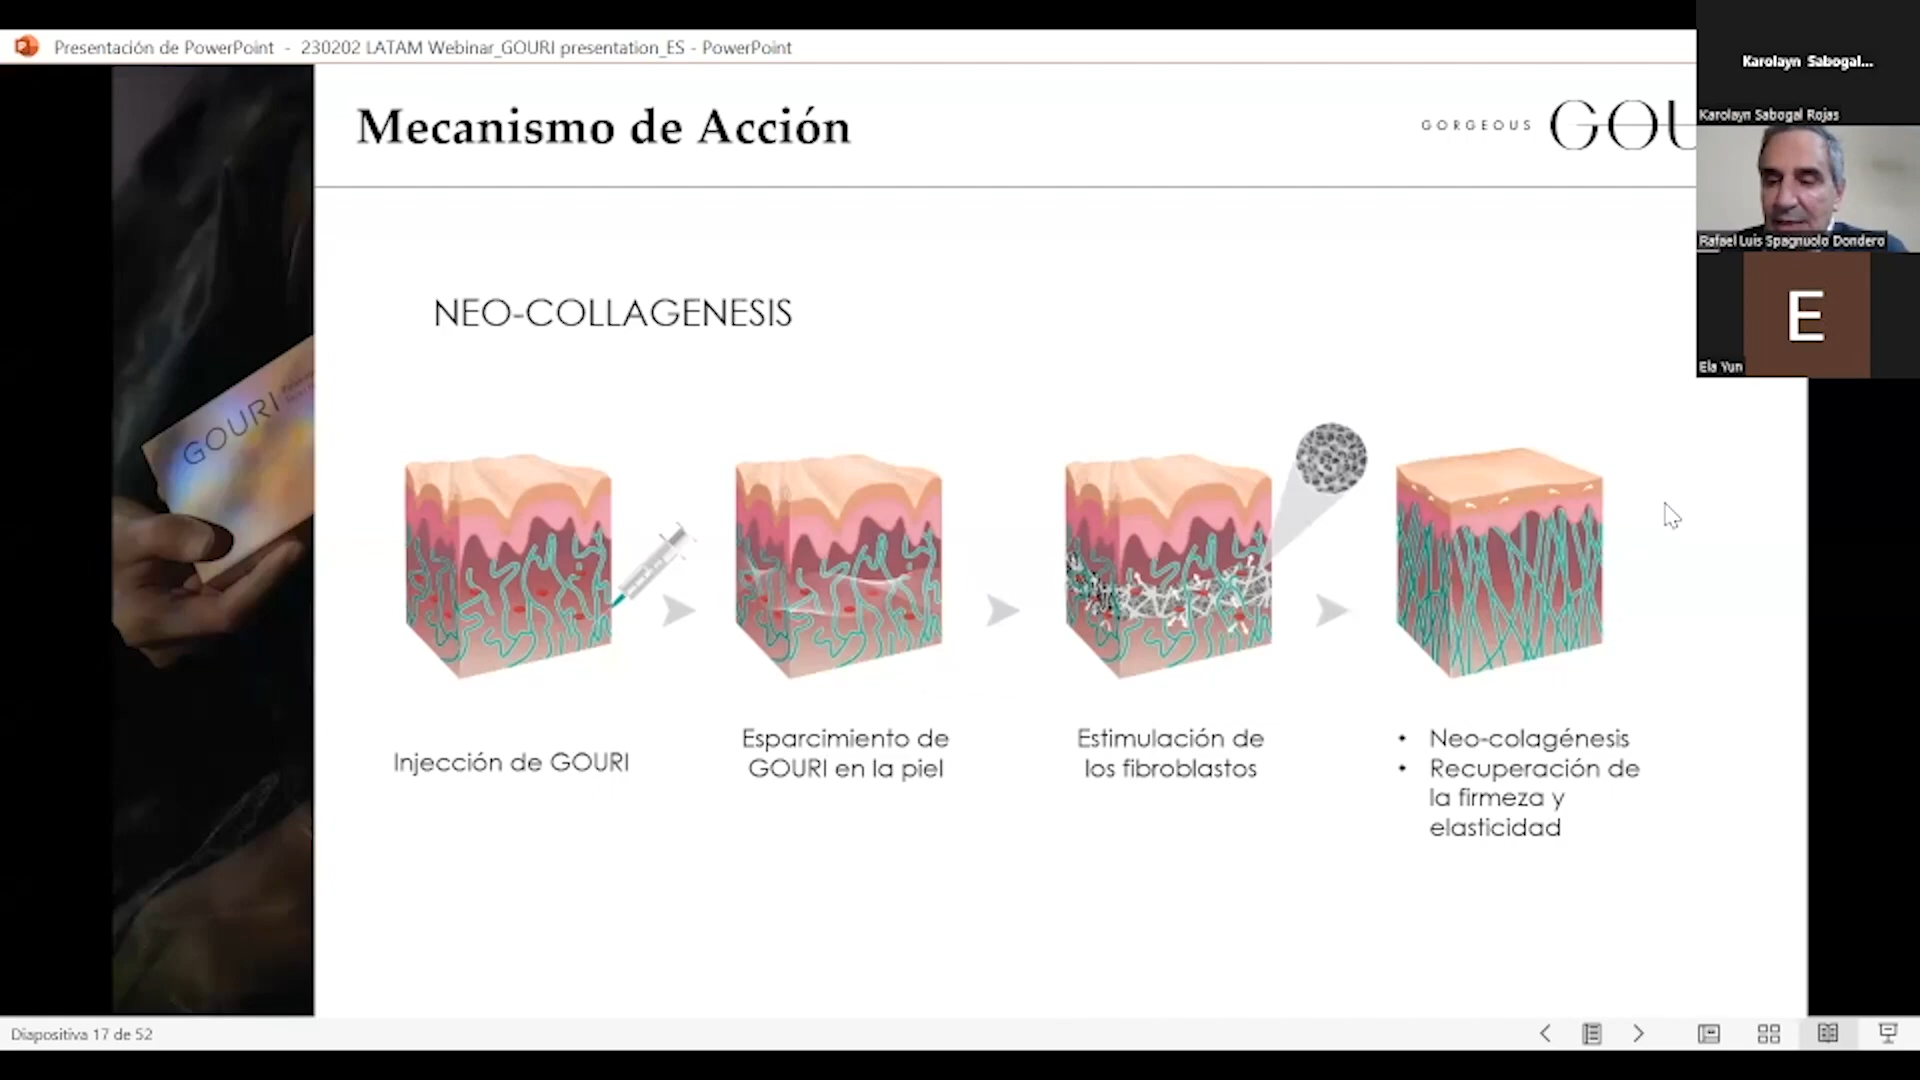 Presentación de PowerPoint - 230202 LATAM Webinar_GOURI presentation_ES - PowerPoint
Karolayn Sabogal...
Karolayn Sabogal Rojas
Mecanismo de Acción
GORGEOUS GOU
Rafael Luis Spagnuolo Dondero
E
Ela Yun
NEO-COLLAGENESIS
GOURI
Injección de GOURI
Esparcimiento de
GOURI en la piel
Estimulación de
los fibroblastos
• Neo-colagénesis
• Recuperación de
la firmeza y
elasticidad
Diapositiva 17 de 52